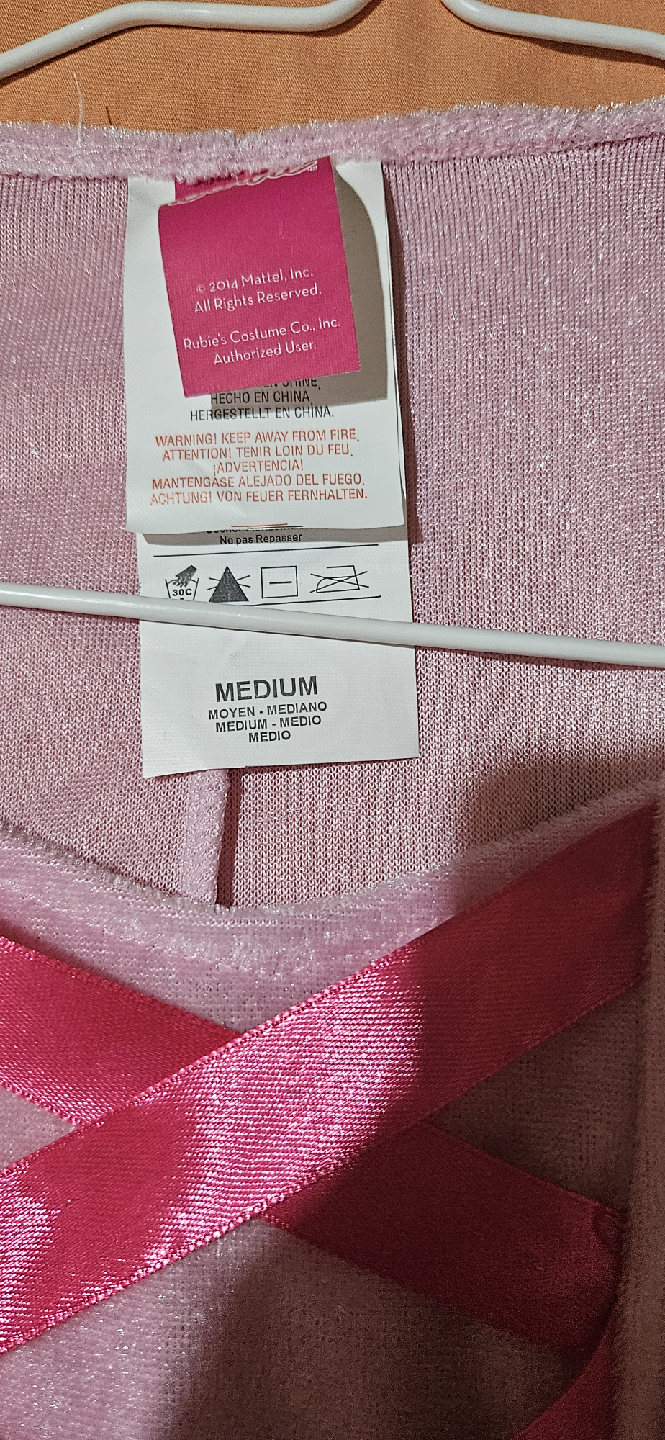 © 2014 Mattel, Inc.
All Rights Reserved.
Rubie's Costume Co., Inc.
Authorized User.
HECHO EN CHINA
HERGESTELLT EN CHINA.
WARNING! KEEP AWAY FROM FIRE,
ATTENTION! TENIR LOIN DU FEU,
¡ADVERTENCIA!
MANTENGASE ALEJADO DEL FUEGO,
ACHTUNG! VON FEUER FERNHALTEN.
Ne pas Repasser
30C
MEDIUM
MOYEN - MEDIANO
MEDIUM - MEDIO
MEDIO